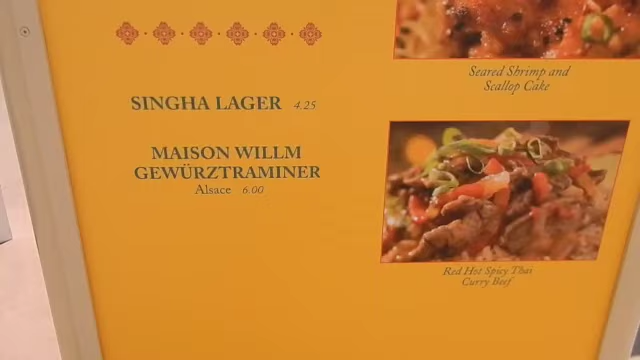 SINGHA LAGER 4.25
MAISON WILLM
GEWÜRZTRAMINER
Alsace 6.00
Seared Shrimp and
Scallop Cake
Red Hot Spicy Thai
Curry Beef